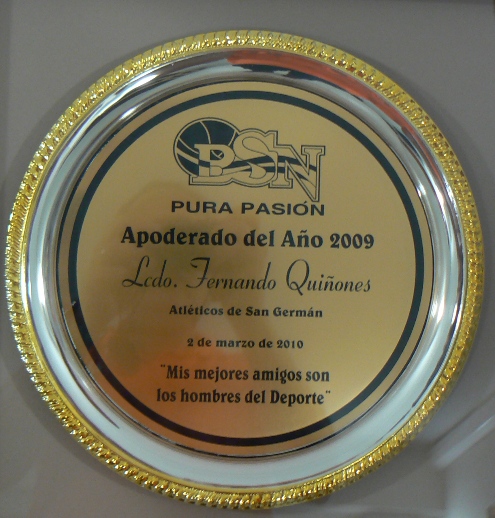 BSN
PURA PASIÓN
Apoderado del Año 2009
Lcdo. Fernando Quiñones
Atléticos de San Germán
2 de marzo de 2010
"Mis mejores amigos son
los hombres del Deporte"